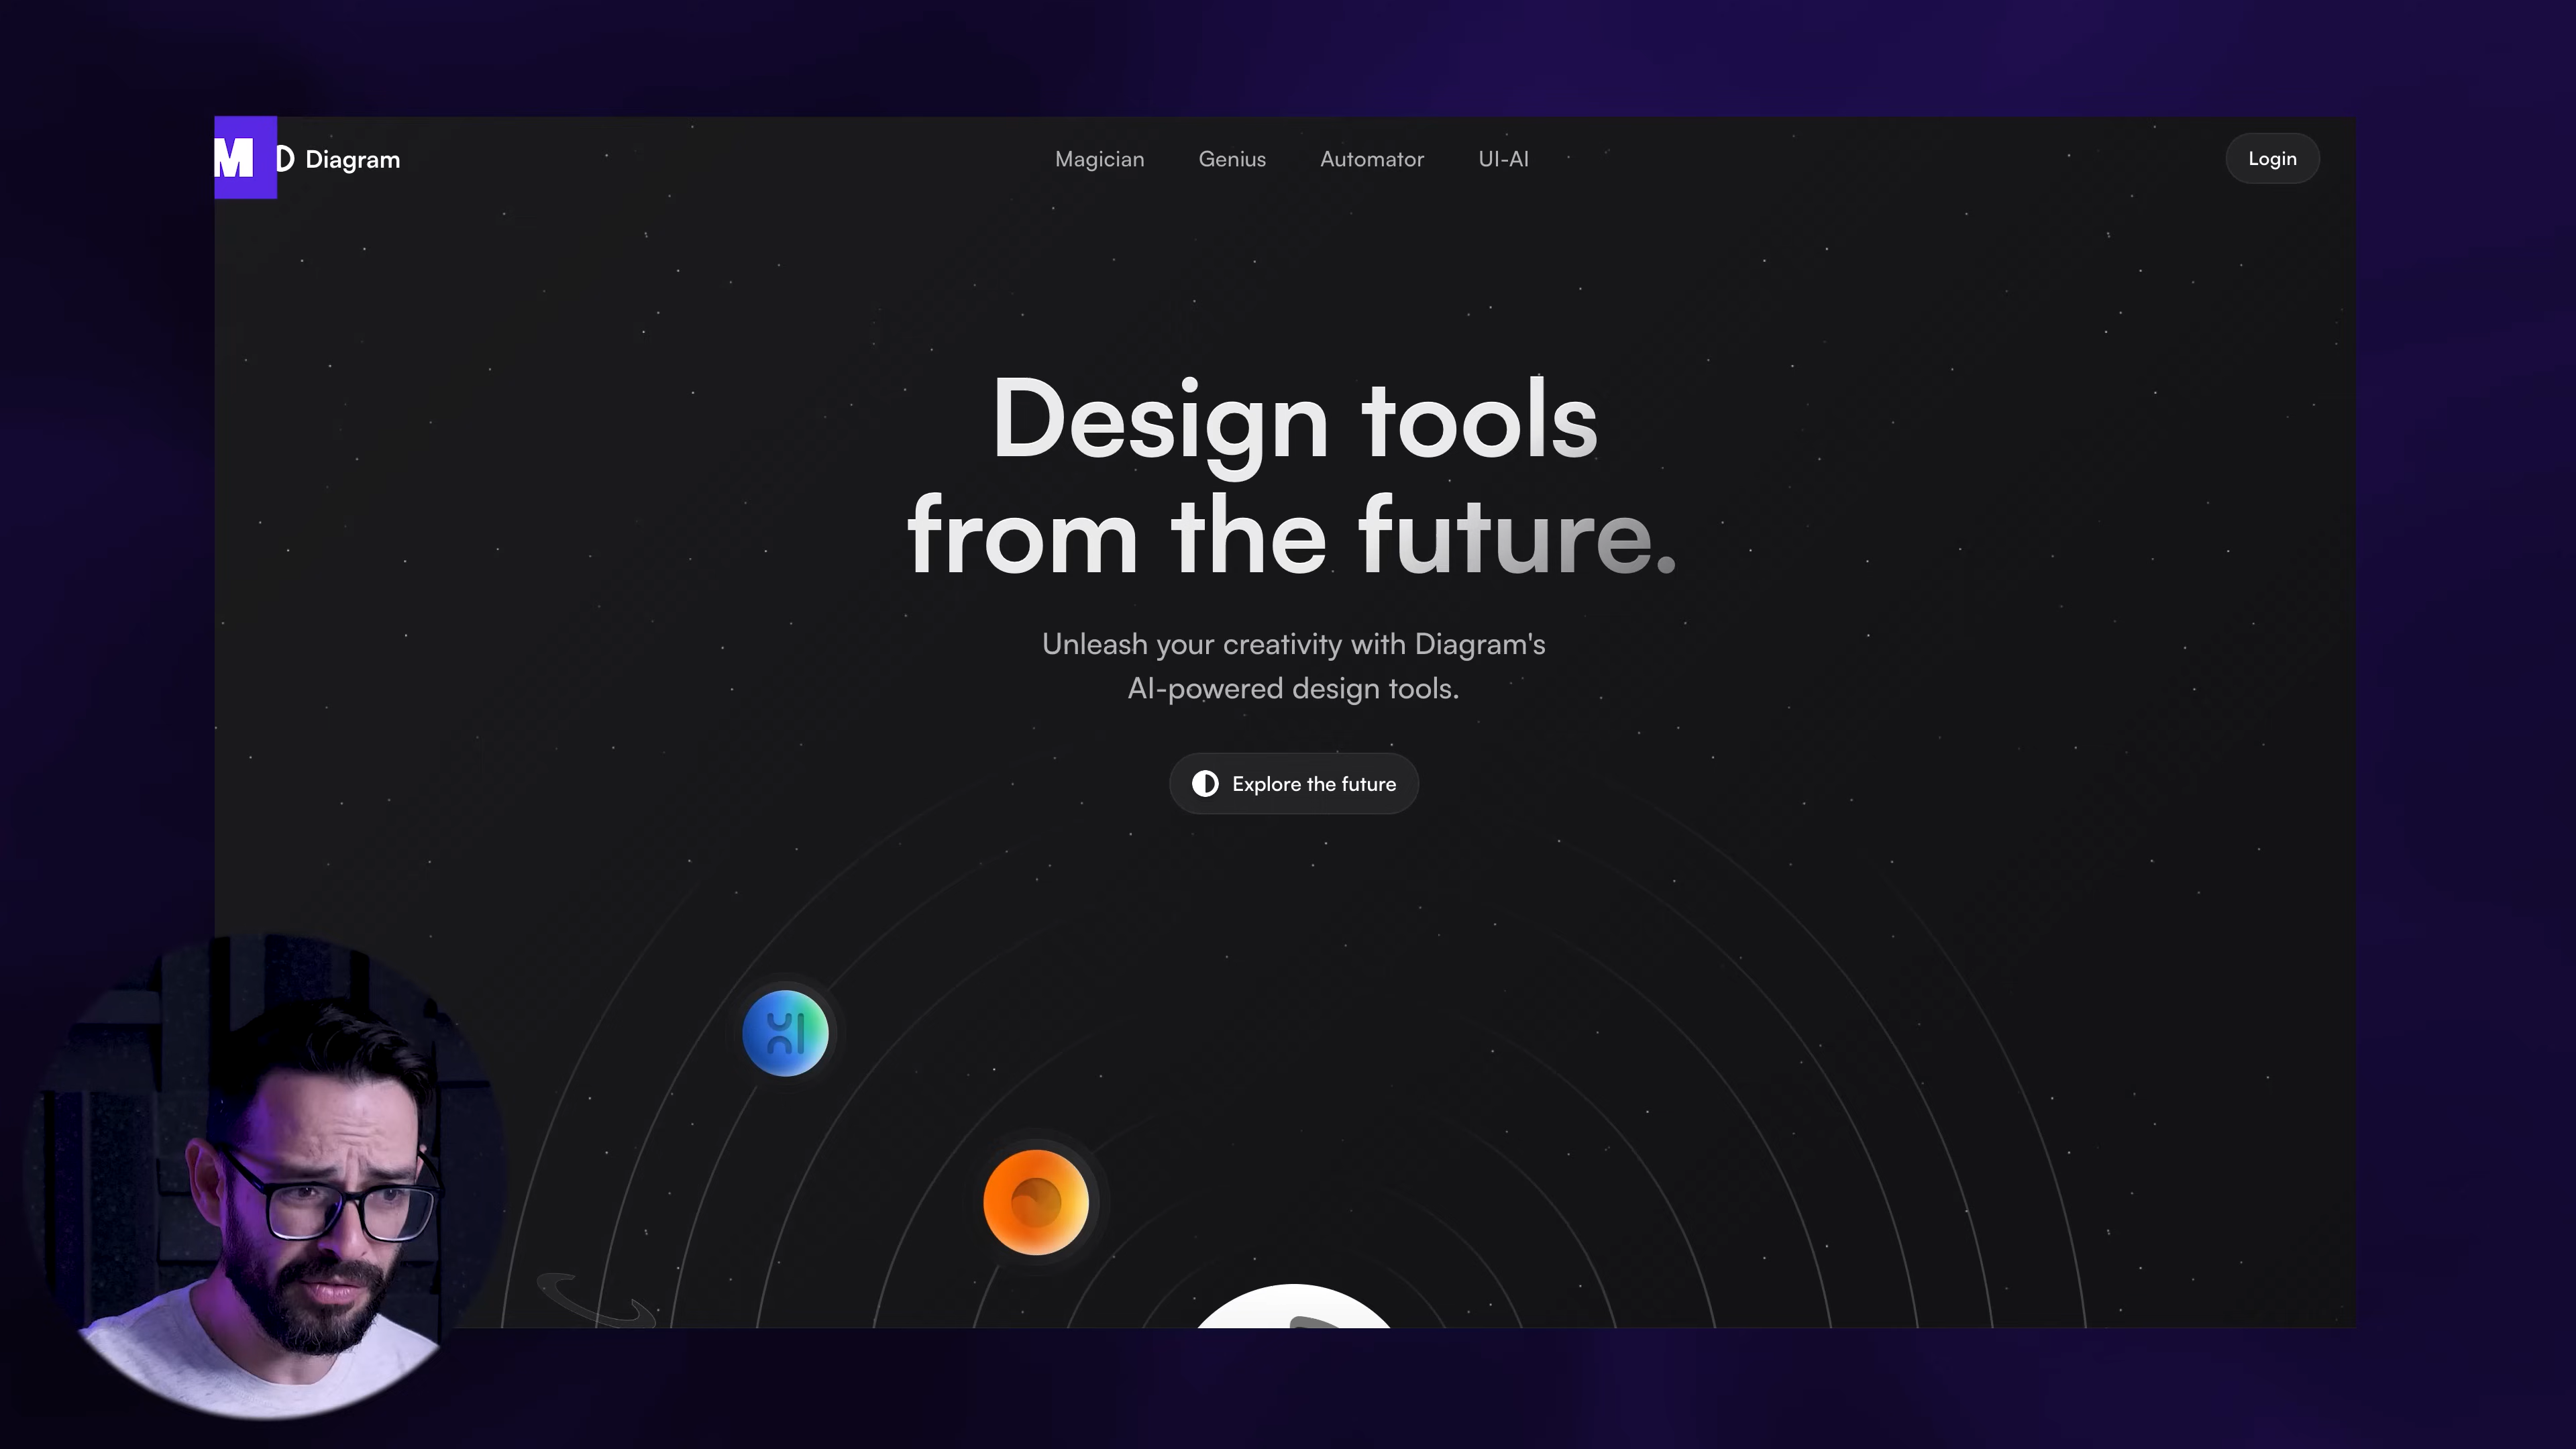 M
Diagram
Magician
Genius
Automator
UI-AI
Login
Design tools
from the future.
Unleash your creativity with Diagram's
AI-powered design tools.
Explore the future